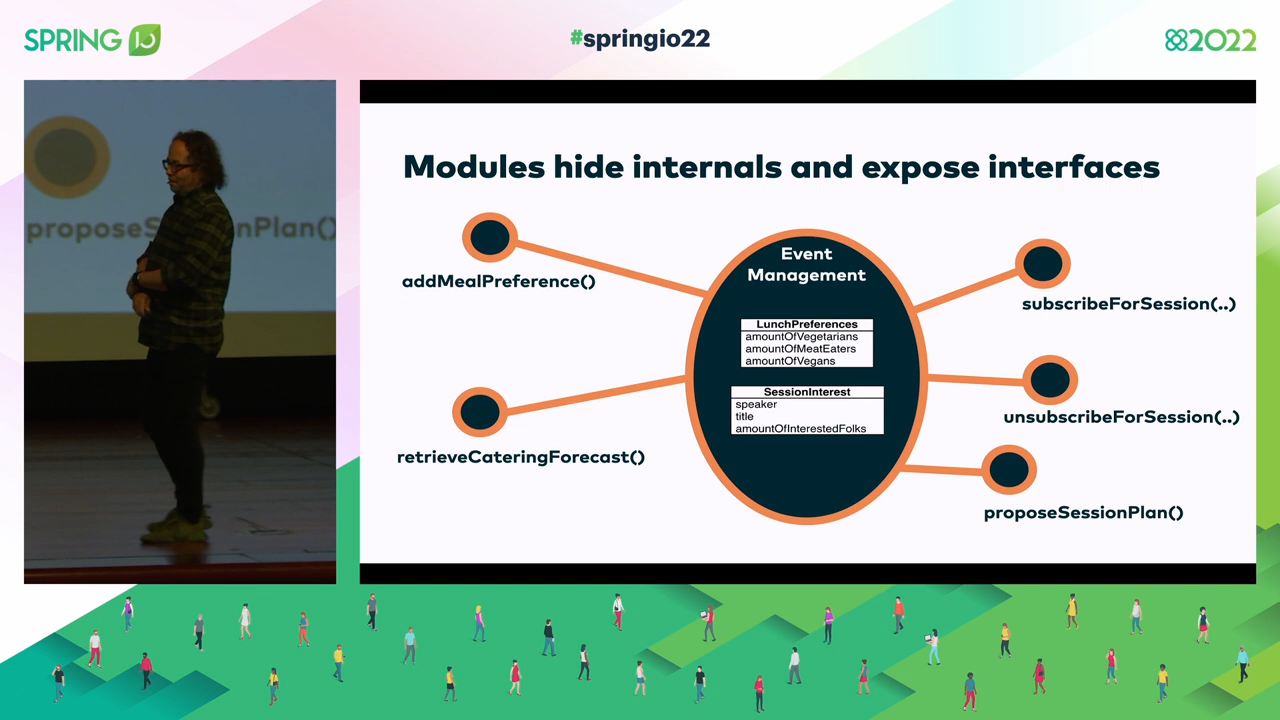 SPRING IO
#springio22
2022
proposeSessionPlan()
Modules hide internals and expose interfaces
addMealPreference()
retrieveCateringForecast()
Event
Management
LunchPreferences
amountOfVegetarians
amountOfMeatEaters
amountOfVegans
SessionInterest
speaker
title
amountOfInterestedFolks
subscribeForSession(..)
unsubscribeForSession(..)
proposeSessionPlan()